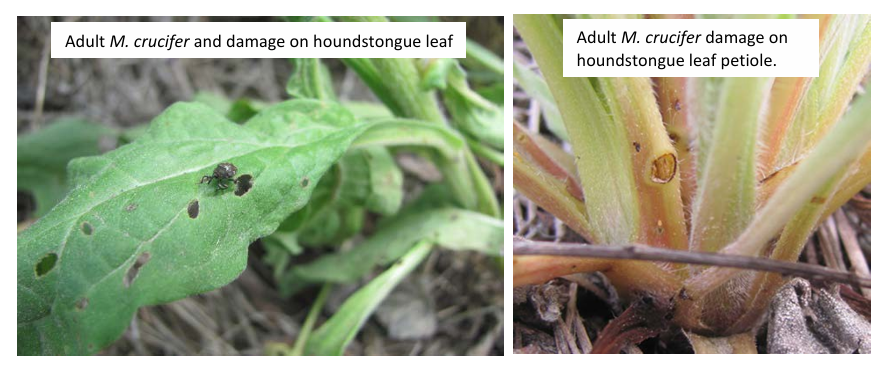 Adult M. crucifer and damage on houndstongue leaf
Adult M. crucifer damage on
houndstongue leaf petiole.